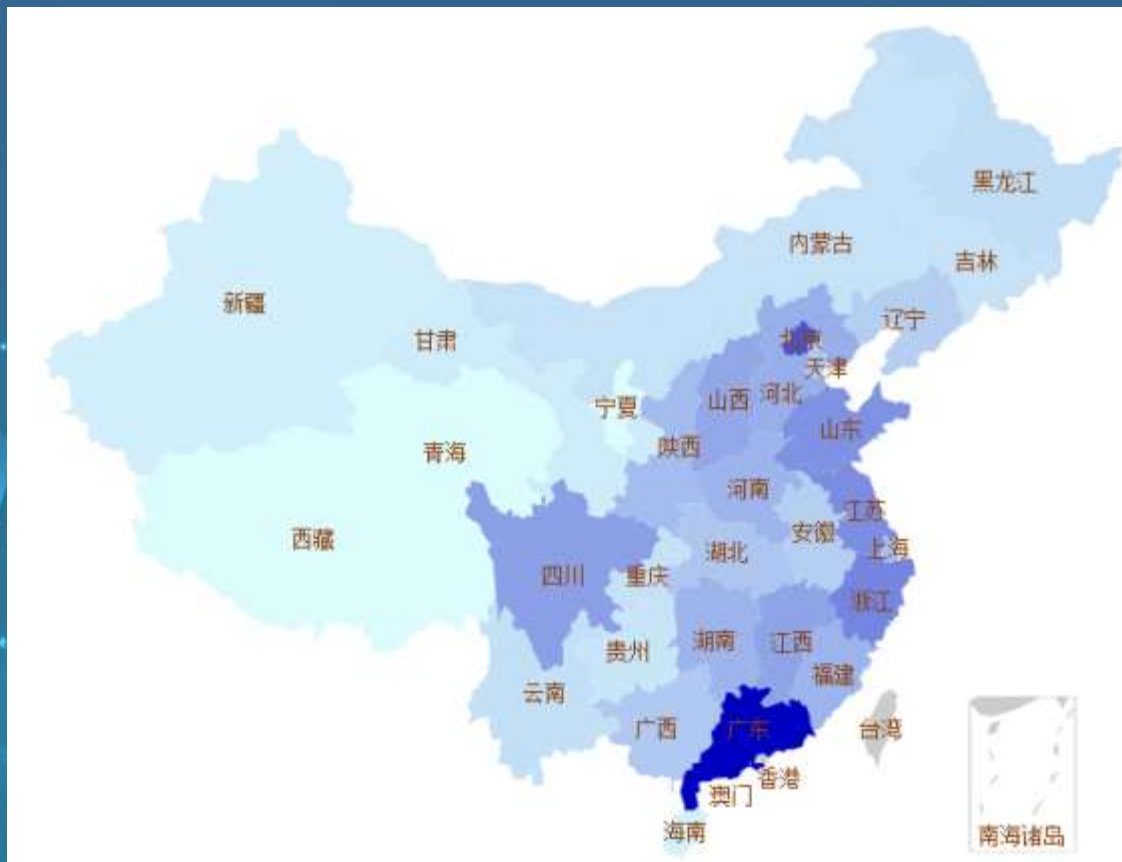 黑龙江
内蒙古
吉林
新疆
辽宁
甘肃
北京
天津
河北
山西
宁夏
山东
陕西
青海
河南
江苏
安徽
西藏
上海
湖北
四川
重庆
浙江
湖南
江西
贵州
福建
云南
广西
广东
台湾
香港
澳门
海南
南海诸岛